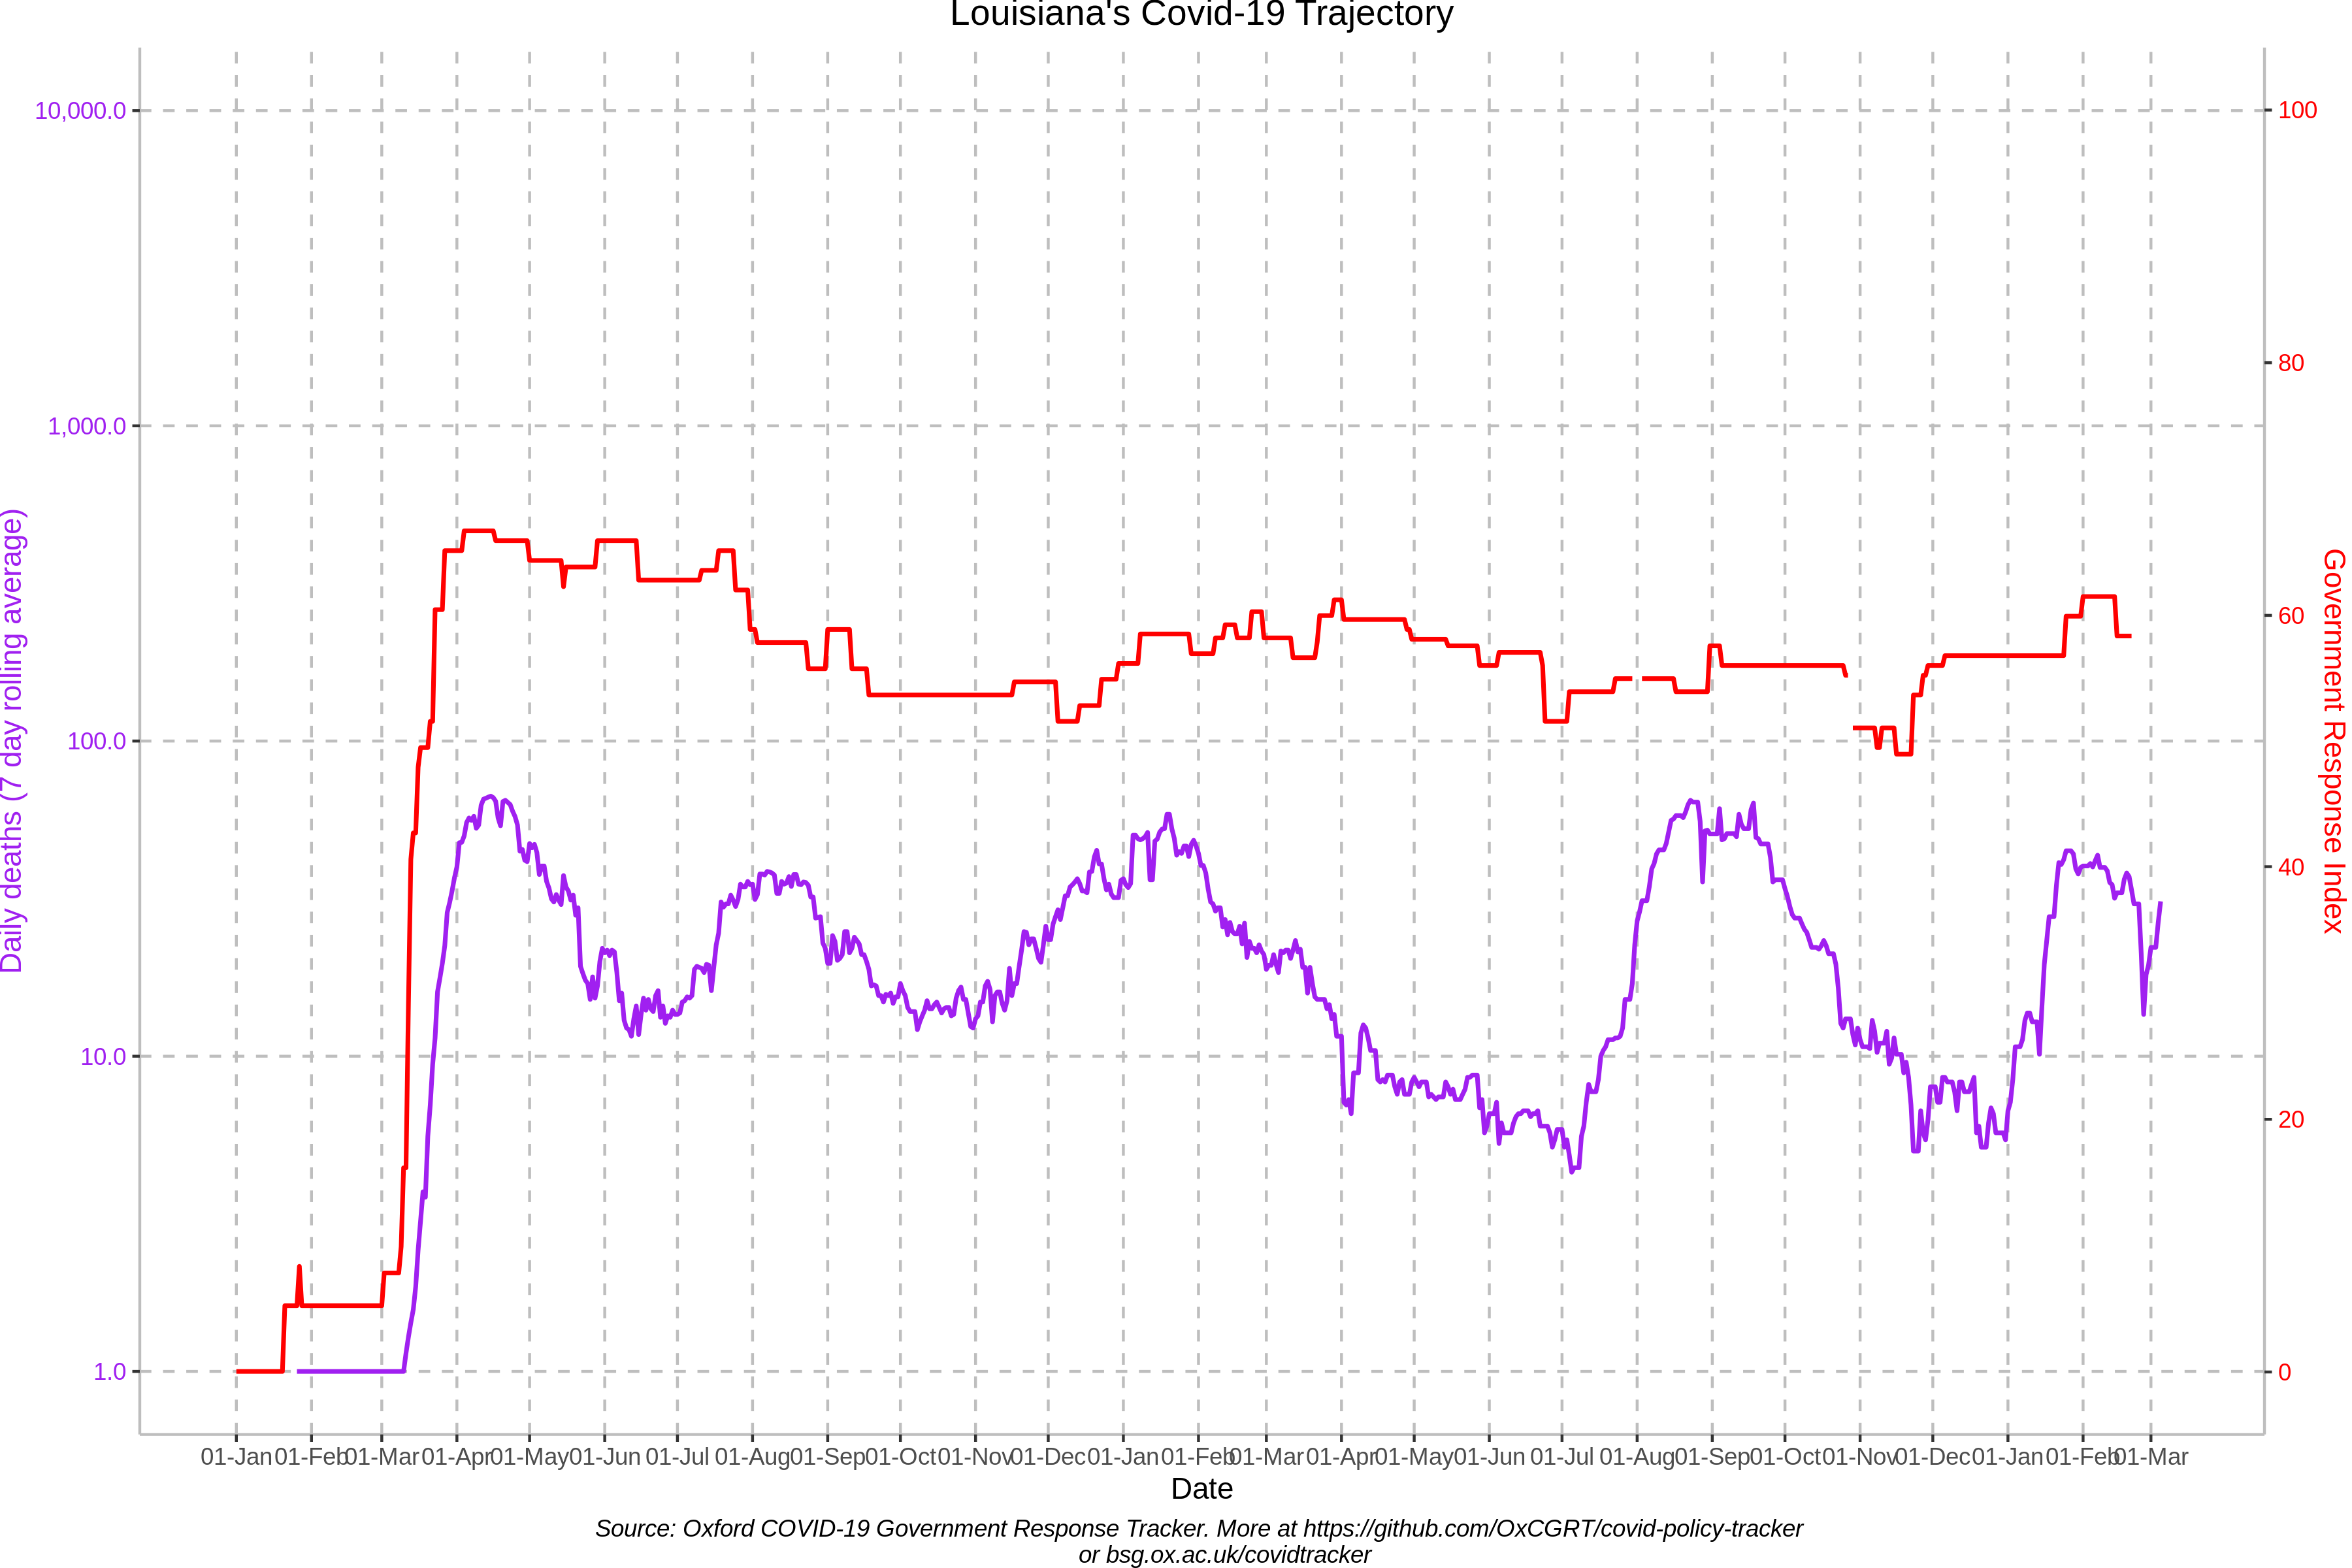 Louisiana's Covid-19 Trajectory
10,000.0
1,000.0
100.0
10.0
1.0
Daily deaths (7 day rolling average)
100
80
60
40
20
0
Government Response Index
01-Jan 01-Feb 01-Mar 01-Apr 01-May 01-Jun 01-Jul 01-Aug 01-Sep 01-Oct 01-Nov 01-Dec 01-Jan 01-Feb 01-Mar 01-Apr 01-May 01-Jun 01-Jul 01-Aug 01-Sep 01-Oct 01-Nov 01-Dec 01-Jan 01-Feb 01-Mar
Date
Source: Oxford COVID-19 Government Response Tracker. More at https://github.com/OxCGRT/covid-policy-tracker
or bsg.ox.ac.uk/covidtracker